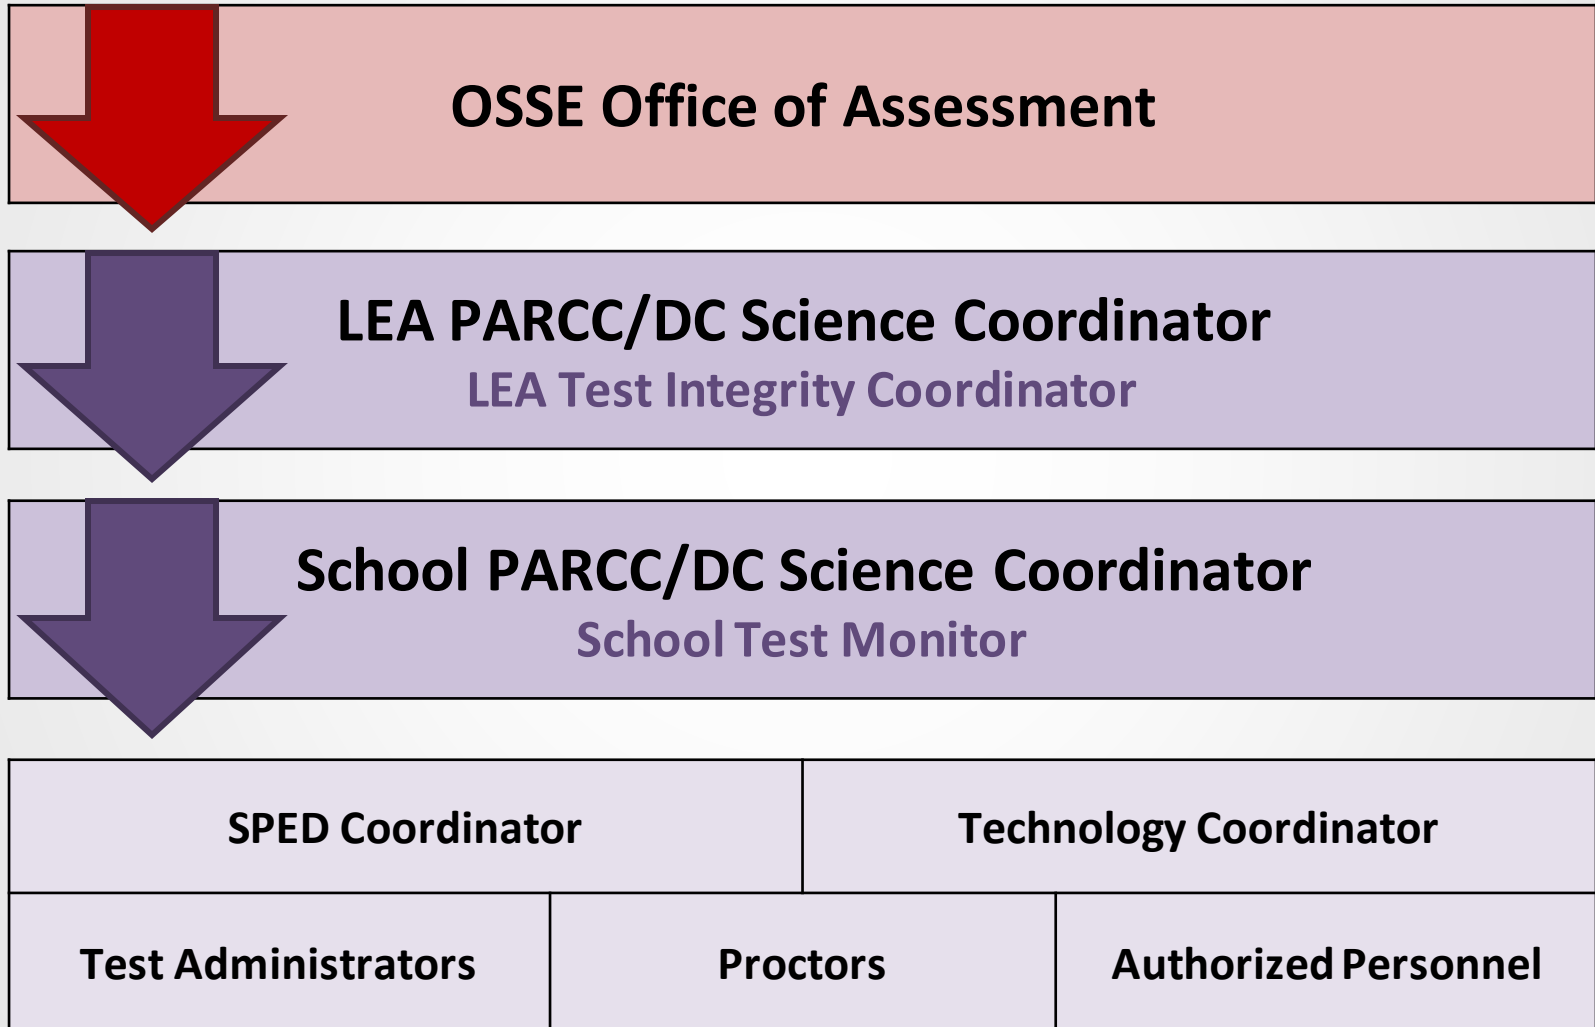 OSSE Office of Assessment
LEA PARCC/DC Science Coordinator
LEA Test Integrity Coordinator
School PARCC/DC Science Coordinator
School Test Monitor
SPED Coordinator
Technology Coordinator
Test Administrators
Proctors
Authorized Personnel